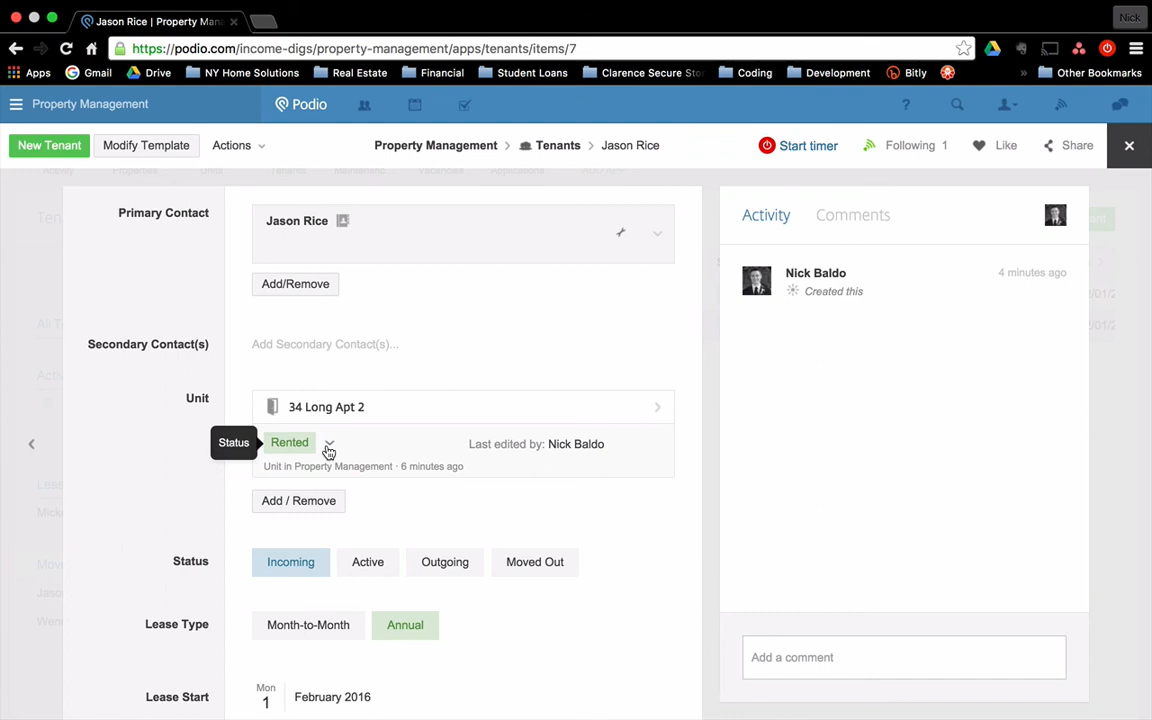 Jason Rice | Property Mana
Nick
https://podio.com/income-digs/property-management/apps/tenants/items/7
Apps
Gmail
Drive
NY Home Solutions
Real Estate
Financial
Student Loans
Clarence Secure Stor
Coding
Development
Bitly
»
Other Bookmarks
Property Management
Podio
?
New Tenant
Modify Template
Actions
Property Management > Tenants > Jason Rice
Start timer
Following 1
Like
Share
Primary Contact
Jason Rice
Add/Remove
Secondary Contact(s)
Add Secondary Contact(s)...
Unit
34 Long Apt 2
Status
Rented
Last edited by: Nick Baldo
Unit in Property Management · 6 minutes ago
Add / Remove
Status
Incoming
Active
Outgoing
Moved Out
Lease Type
Month-to-Month
Annual
Lease Start
Mon
1
February 2016
Activity
Comments
Nick Baldo
4 minutes ago
Created this
Add a comment